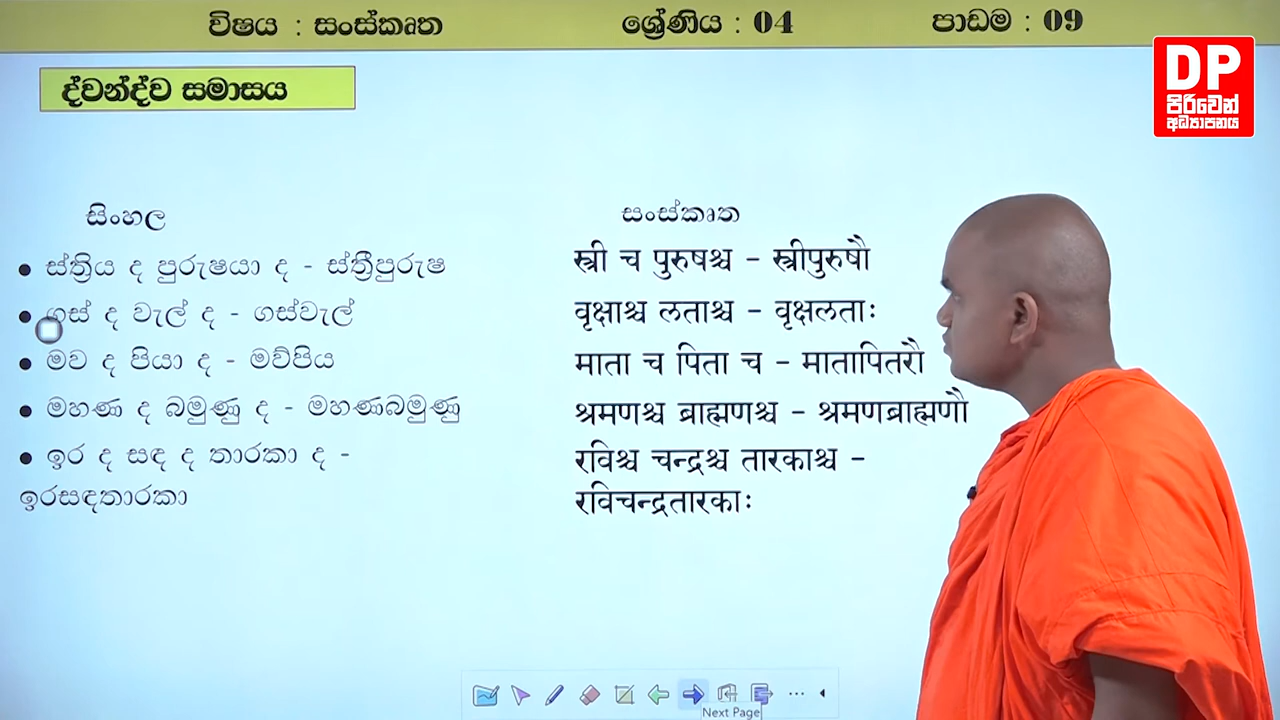 විෂය : සංස්කෘත ශ්‍රේණිය : 04 පාඩම : 09
DP
පිරිවෙන්
අධ්‍යාපනය
ද්වන්ද්ව සමාසය
සිංහල
• ස්ත්‍රිය ද පුරුෂයා ද - ස්ත්‍රීපුරුෂ
• ගස් ද වැල් ද - ගස්වැල්
• මව ද පියා ද - මව්පිය
• මහණ ද බමුණු ද - මහණබමුණු
• ඉර ද සඳ ද තාරකා ද -
ඉරසඳතාරකා
සංස්කෘත
स्त्री च पुरुषश्च - स्त्रीपुरुषौ
वृक्षाश्च लताश्च - वृक्षलताः
माता च पिता च - मातापितरौ
श्रमणश्च ब्राह्मणश्च - श्रमणब्राह्मणौ
रविश्च चन्द्रश्च तारकाश्च -
रविचन्द्रतारकाः
Next Page